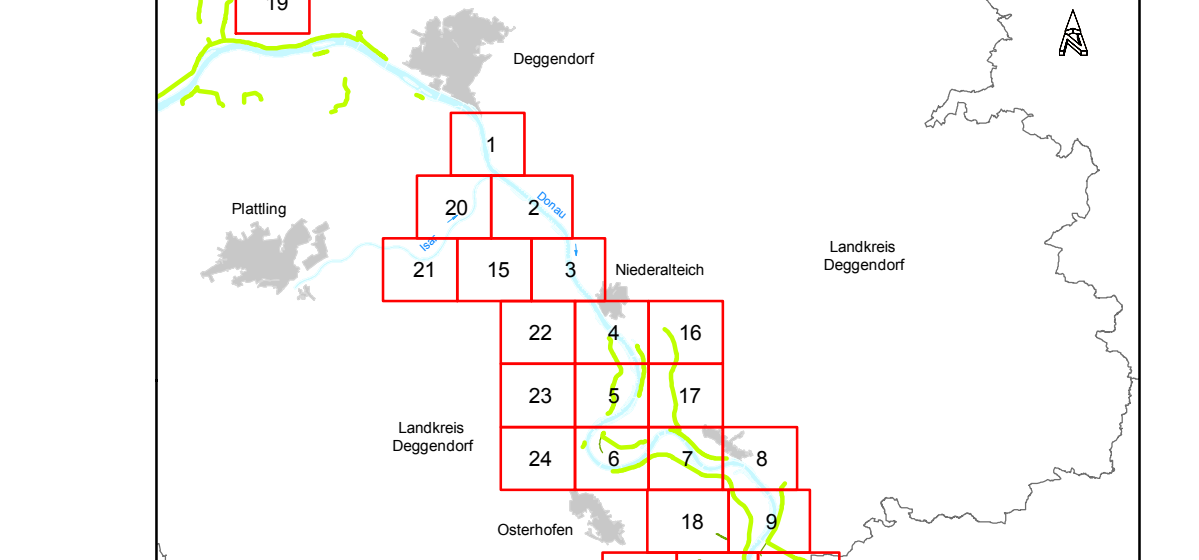 19
Deggendorf
N
1
Plattling
20
2
Donau
Isar
21
15
3
Niederalteich
Landkreis
Deggendorf
22
4
16
23
5
17
Landkreis
Deggendorf
24
6
7
8
Osterhofen
18
9